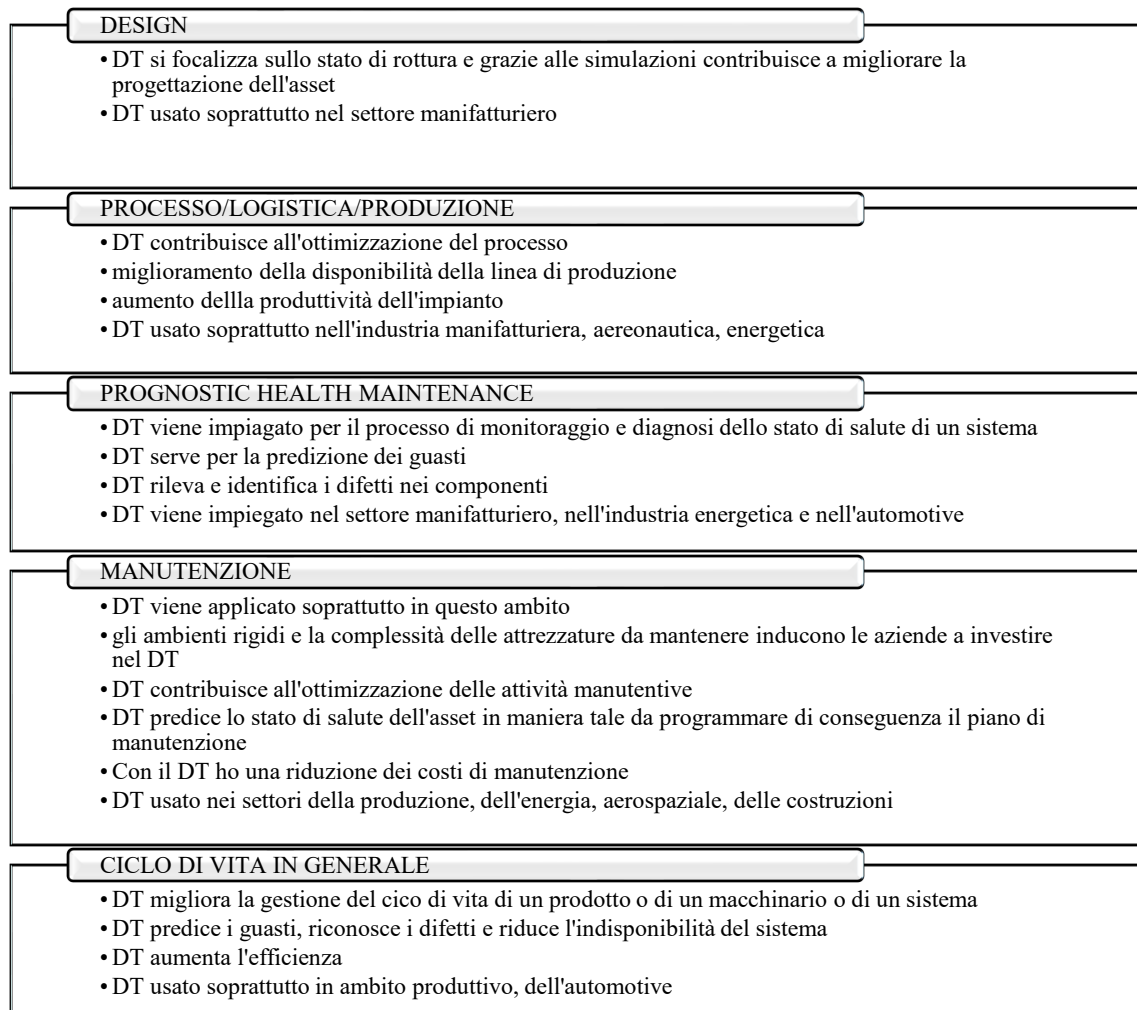 DESIGN
• DT si focalizza sullo stato di rottura e grazie alle simulazioni contribuisce a migliorare la
progettazione dell'asset
• DT usato soprattutto nel settore manifatturiero
PROCESSO/LOGISTICA/PRODUZIONE
• DT contribuisce all'ottimizzazione del processo
• miglioramento della disponibilità della linea di produzione
• aumento dellla produttività dell'impianto
• DT usato soprattutto nell'industria manifatturiera, aereonautica, energetica
PROGNOSTIC HEALTH MAINTENANCE
• DT viene impiagato per il processo di monitoraggio e diagnosi dello stato di salute di un sistema
• DT serve per la predizione dei guasti
• DT rileva e identifica i difetti nei componenti
• DT viene impiegato nel settore manifatturiero, nell'industria energetica e nell'automotive
MANUTENZIONE
• DT viene applicato soprattutto in questo ambito
• gli ambienti rigidi e la complessità delle attrezzature da mantenere inducono le aziende a investire
nel DT
• DT contribuisce all'ottimizzazione delle attività manutentive
• DT predice lo stato di salute dell'asset in maniera tale da programmare di conseguenza il piano di
manutenzione
• Con il DT ho una riduzione dei costi di manutenzione
• DT usato nei settori della produzione, dell'energia, aerospaziale, delle costruzioni
CICLO DI VITA IN GENERALE
• DT migliora la gestione del cico di vita di un prodotto o di un macchinario o di un sistema
• DT predice i guasti, riconosce i difetti e riduce l'indisponibilità del sistema
• DT aumenta l'efficienza
• DT usato soprattutto in ambito produttivo, dell'automotive